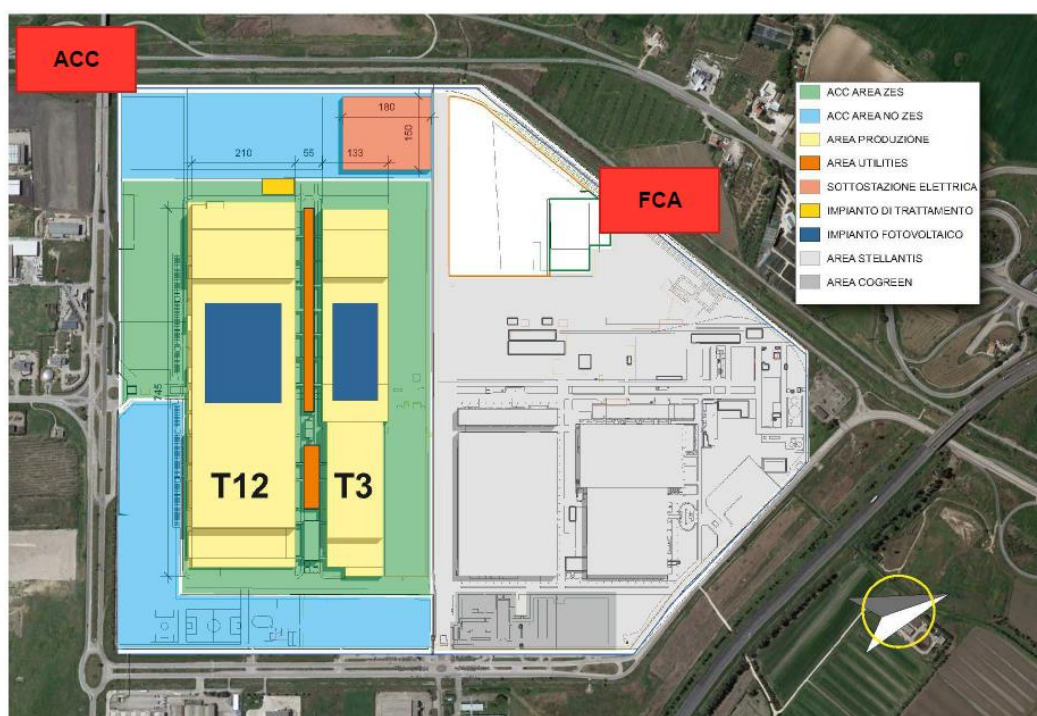 ACC
FCA
ACC AREA ZES
ACC AREA NO ZES
AREA PRODUZIONE
AREA UTILITIES
SOTTOSTAZIONE ELETTRICA
IMPIANTO DI TRATTAMENTO
IMPIANTO FOTOVOLTAICO
AREA STELLANTIS
AREA COGREEN
180
150
210
55
133
745
T12
T3